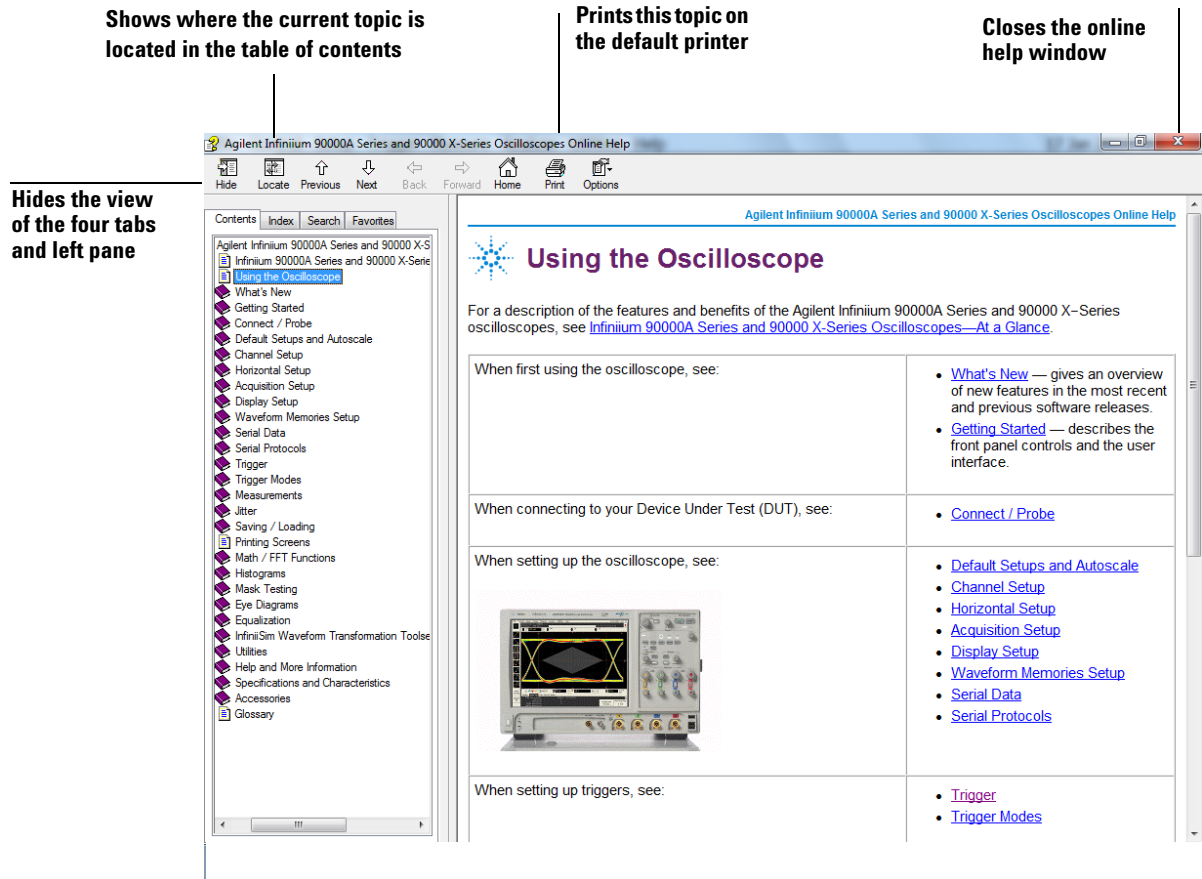 Shows where the current topic is
located in the table of contents
Prints this topic on
the default printer
Closes the online
help window
Hides the view
of the four tabs
and left pane
Agilent Infiniium 90000A Series and 90000 X-Series Oscilloscopes Online Help
Hide Locate Previous Next Back Forward Home Print Options
Contents Index Search Favorites
Agilent Infiniium 90000A Series and 90000 X-S
Infiniium 90000A Series and 90000 X-Serie
Using the Oscilloscope
What's New
Getting Started
Connect / Probe
Default Setups and Autoscale
Channel Setup
Horizontal Setup
Acquisition Setup
Display Setup
Waveform Memories Setup
Serial Data
Serial Protocols
Trigger
Trigger Modes
Measurements
Jitter
Saving / Loading
Printing Screens
Math / FFT Functions
Histograms
Mask Testing
Eye Diagrams
Equalization
InfiniiSim Waveform Transformation Toolse
Utilities
Help and More Information
Specifications and Characteristics
Accessories
Glossary
Agilent Infiniium 90000A Series and 90000 X-Series Oscilloscopes Online Help
Using the Oscilloscope
For a description of the features and benefits of the Agilent Infiniium 90000A Series and 90000 X−Series
oscilloscopes, see Infiniium 90000A Series and 90000 X-Series Oscilloscopes—At a Glance.
When first using the oscilloscope, see:
• What's New — gives an overview
of new features in the most recent
and previous software releases.
• Getting Started — describes the
front panel controls and the user
interface.
When connecting to your Device Under Test (DUT), see:
• Connect / Probe
When setting up the oscilloscope, see:
• Default Setups and Autoscale
• Channel Setup
• Horizontal Setup
• Acquisition Setup
• Display Setup
• Waveform Memories Setup
• Serial Data
• Serial Protocols
When setting up triggers, see:
• Trigger
• Trigger Modes